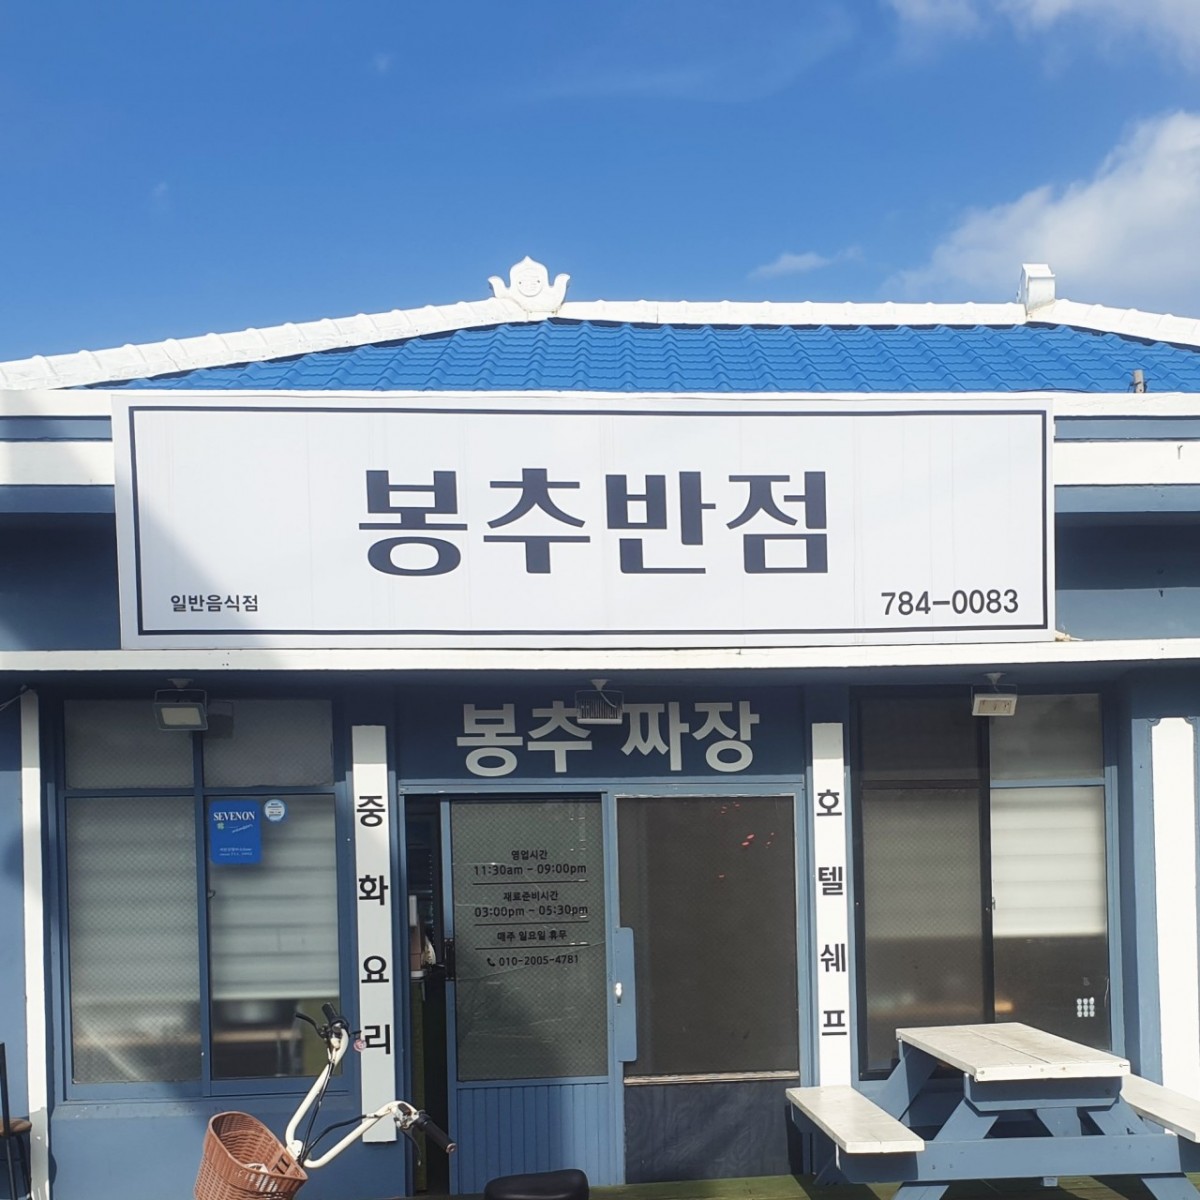 봉추반점
일반음식점
784-0083
봉추 짜장
중화요리
호텔쉐프
SEVENON
영업시간
11:30am - 09:00pm
재료준비시간
03:00pm - 05:30pm
매주 일요일 휴무
010-2005-4781